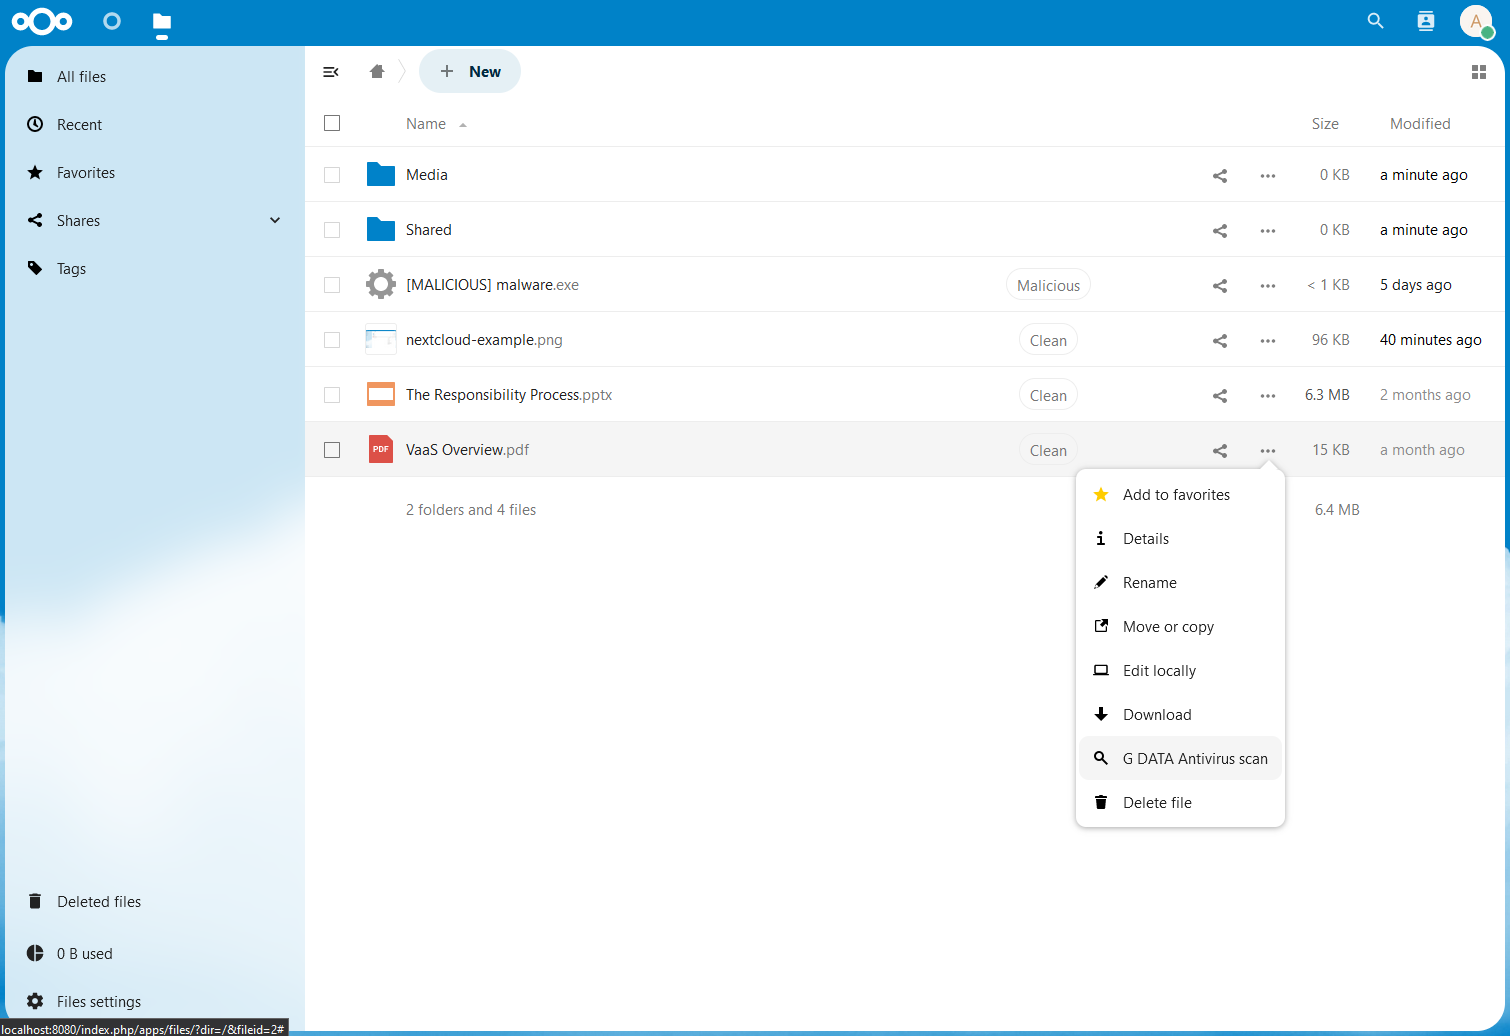 A
All files
Recent
Favorites
Shares
Tags
New
Name
Size
Modified
Media
0 KB
a minute ago
Shared
0 KB
a minute ago
[MALICIOUS] malware.exe
Malicious
< 1 KB
5 days ago
nextcloud-example.png
Clean
96 KB
40 minutes ago
The Responsibility Process.pptx
Clean
6.3 MB
2 months ago
PDF
VaaS Overview.pdf
Clean
15 KB
a month ago
2 folders and 4 files
6.4 MB
Add to favorites
Details
Rename
Move or copy
Edit locally
Download
G DATA Antivirus scan
Delete file
Deleted files
0 B used
Files settings
localhost:8080/index.php/apps/files/?dir=/&fileid=2#